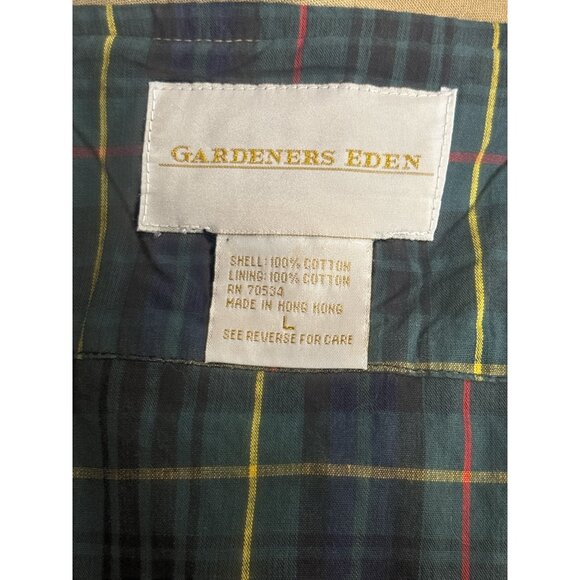 GARDENERS EDEN
SHELL: 100% COTTON
LINING: 100% COTTON
RN 70534
MADE IN HONG KONG
L
SEE REVERSE FOR CARE